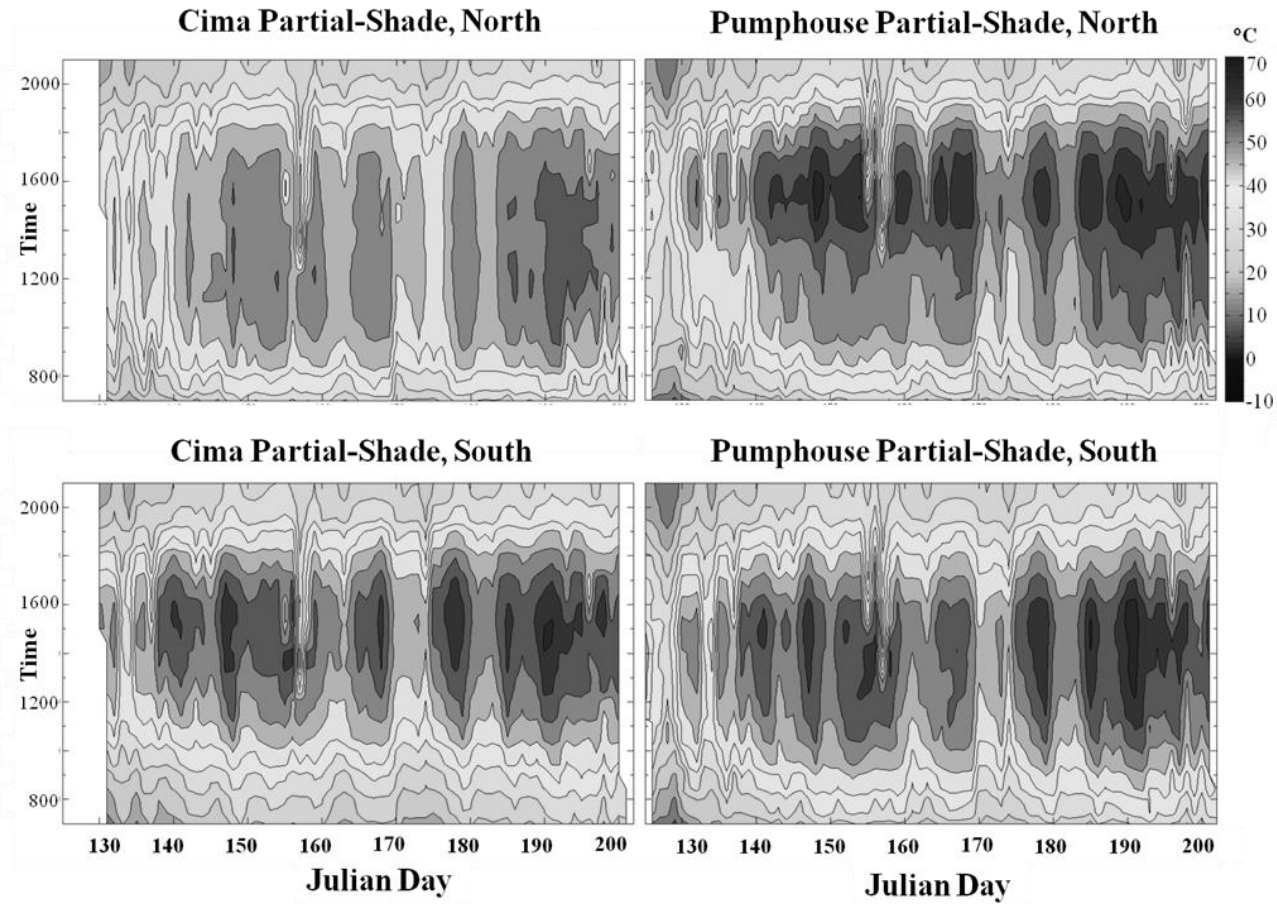 Cima Partial-Shade, North
Pumphouse Partial-Shade, North
°C
70
60
50
40
30
20
10
0
-10
Time
2000
1600
1200
800
Cima Partial-Shade, South
Pumphouse Partial-Shade, South
Time
2000
1600
1200
800
130 140 150 160 170 180 190 200
130 140 150 160 170 180 190 200
Julian Day
Julian Day